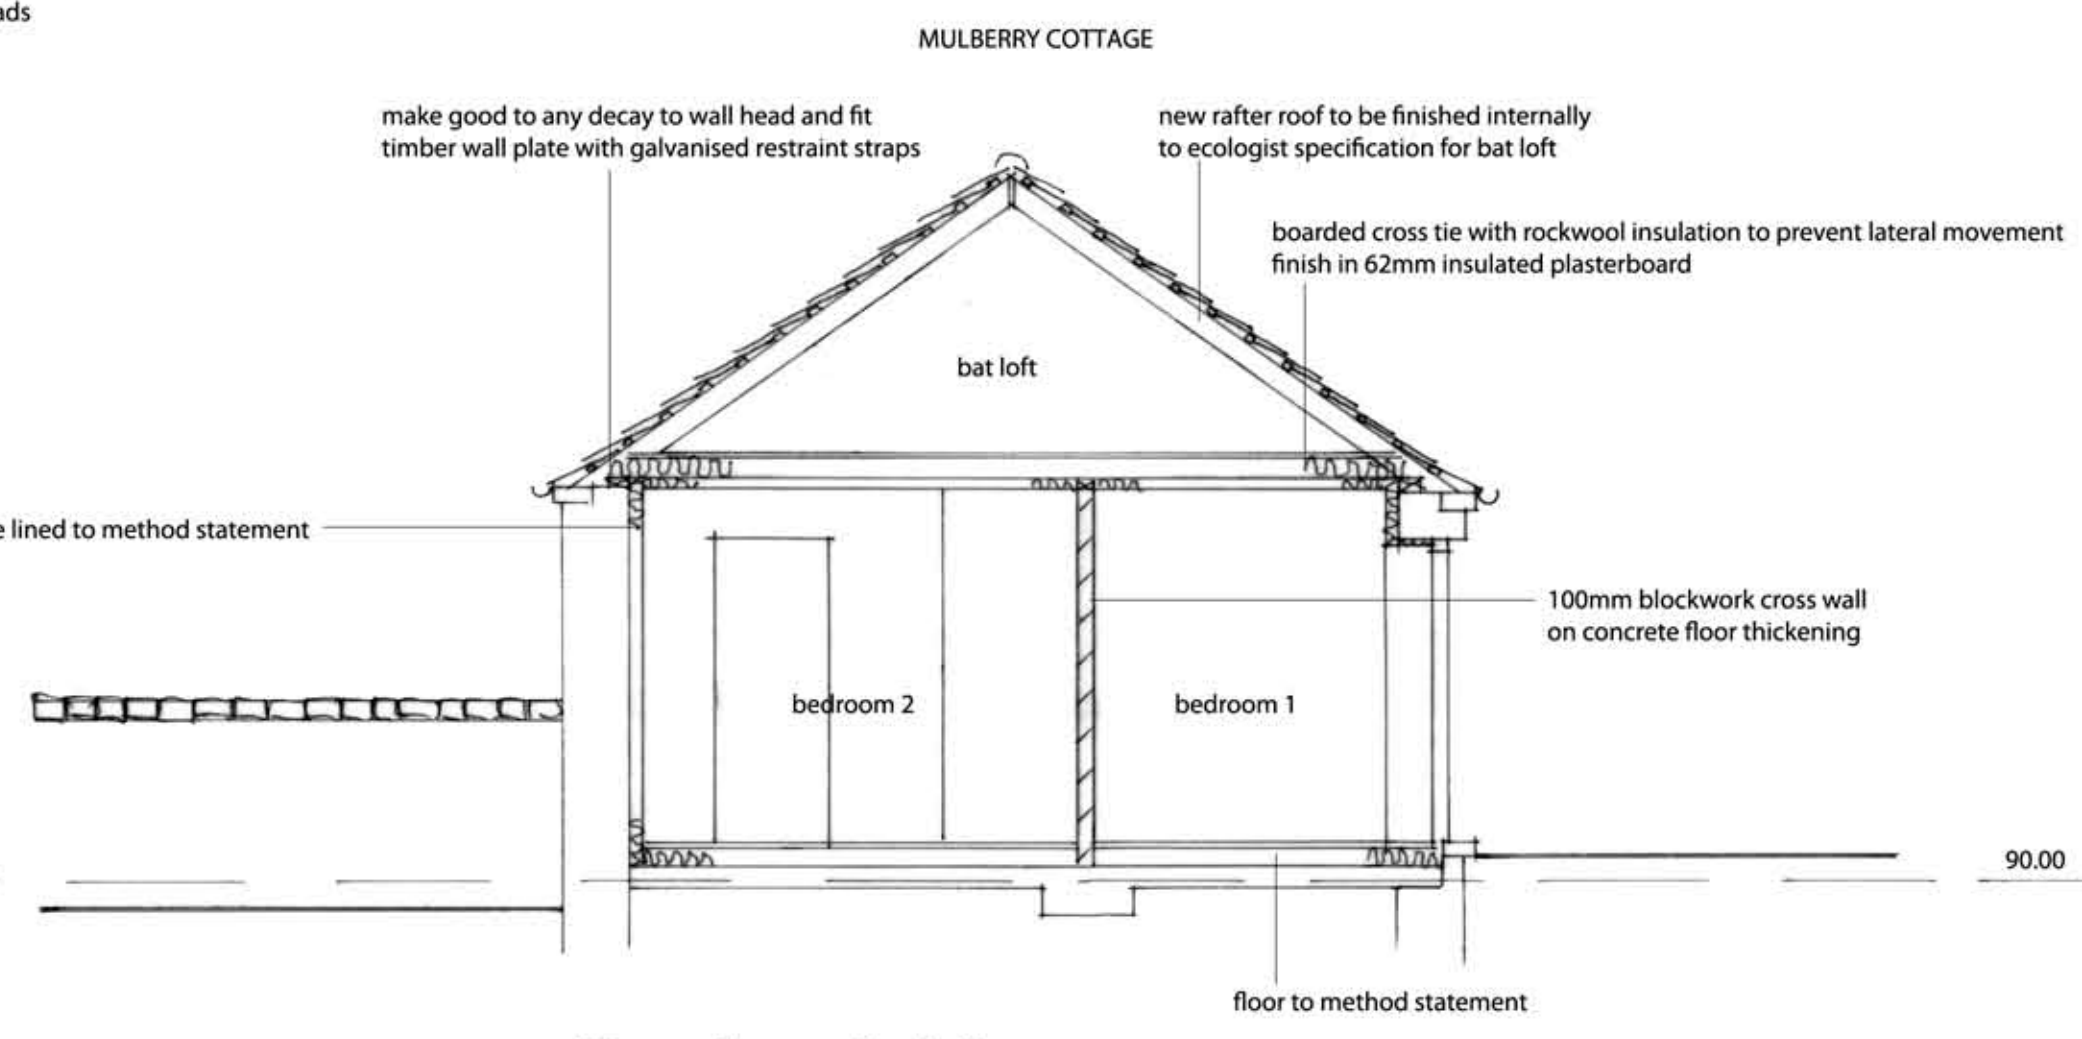 MULBERRY COTTAGE
make good to any decay to wall head and fit
timber wall plate with galvanised restraint straps
new rafter roof to be finished internally
to ecologist specification for bat loft
boarded cross tie with rockwool insulation to prevent lateral movement
finish in 62mm insulated plasterboard
bat loft
lined to method statement
100mm blockwork cross wall
on concrete floor thickening
bedroom 2
bedroom 1
90.00
floor to method statement